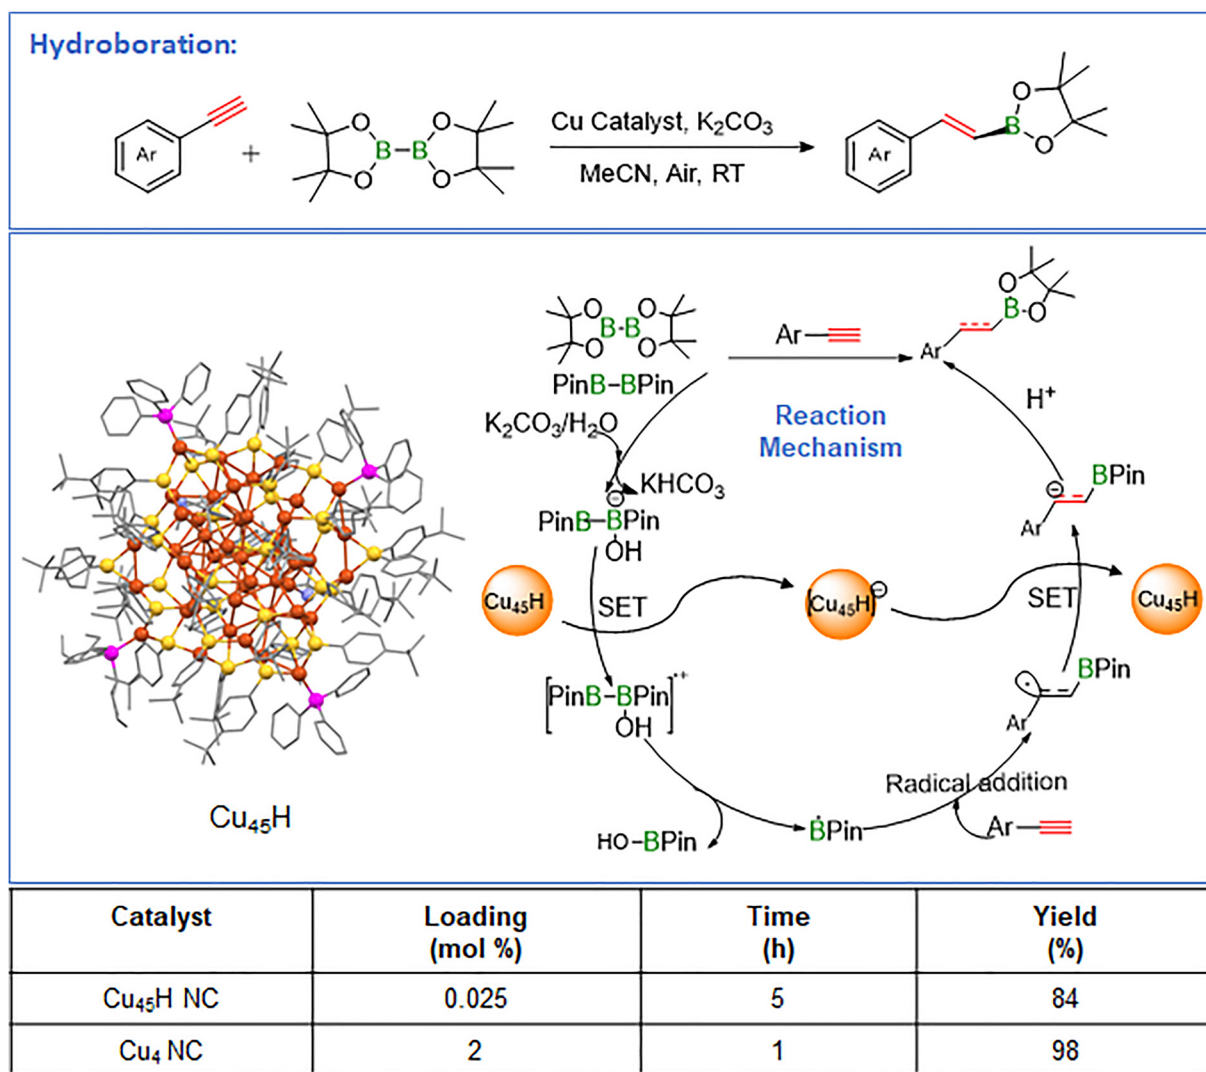 Hydroboration:
Ar
+
O
O
B
B
O
O
Cu Catalyst, K₂CO₃
MeCN, Air, RT
Ar
O
B
O
O
O
B-B
O
O
PinB–BPin
Ar
O
B
O
Ar
K₂CO₃/H₂O
Reaction
Mechanism
H⁺
KHCO₃
⊖
PinB–BPin
OH
⊖
BPin
Ar
Cu₄₅H
SET
[Cu₄₅H]⊖
SET
Cu₄₅H
[PinB–BPin]•+
OH
BPin
Ar
Radical addition
HO–BPin
ḂPin
Ar
Cu₄₅H
Catalyst
Loading
(mol %)
Time
(h)
Yield
(%)
Cu₄₅H NC
0.025
5
84
Cu₄ NC
2
1
98